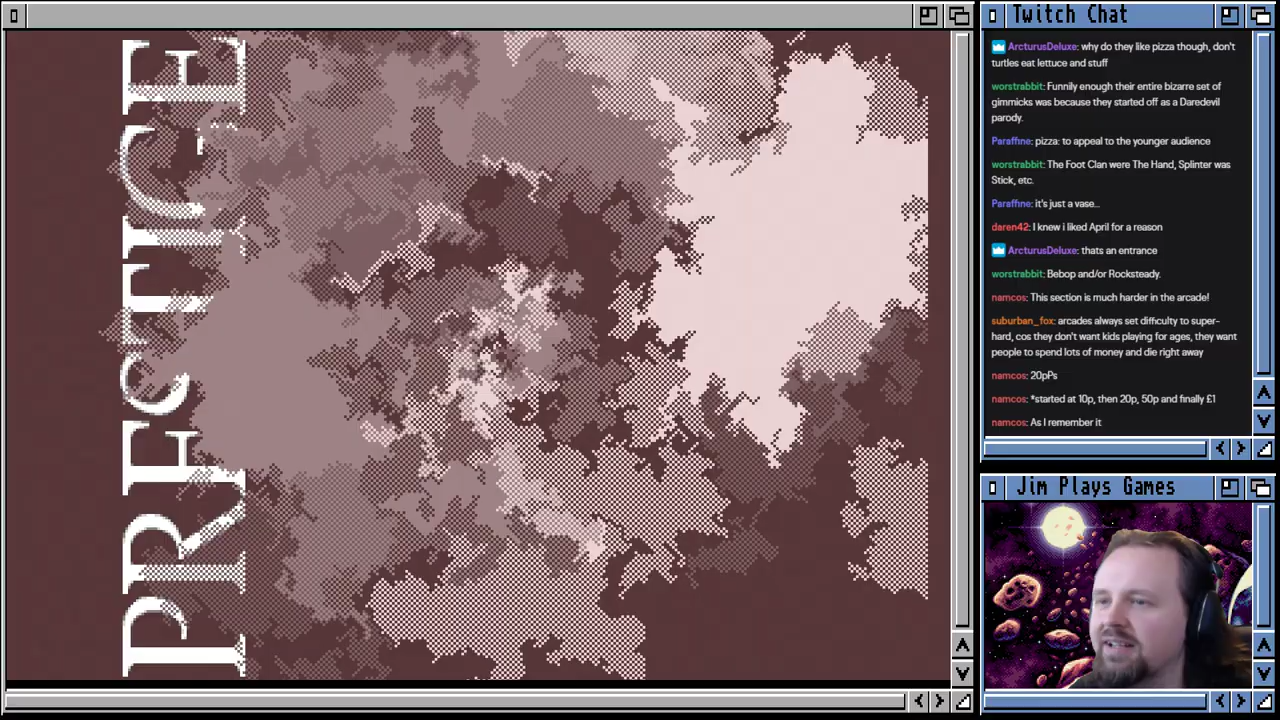 PRESTIGE
Twitch Chat
ArcturusDeluxe: why do they like pizza though, don't
turtles eat lettuce and stuff
worstrabbit: Funnily enough their entire bizarre set of
gimmicks was because they started off as a Daredevil
parody.
Paraffine: pizza: to appeal to the younger audience
worstrabbit: The Foot Clan were The Hand, Splinter was
Stick, etc.
Paraffine: it's just a vase...
daren42: I knew i liked April for a reason
ArcturusDeluxe: thats an entrance
worstrabbit: Bebop and/or Rocksteady.
namcos: This section is much harder in the arcade!
suburban_fox: arcades always set difficulty to super-
hard, cos they don't want kids playing for ages, they want
people to spend lots of money and die right away
namcos: 20pPs
namcos: *started at 10p, then 20p, 50p and finally £1
namcos: As I remember it
Jim Plays Games